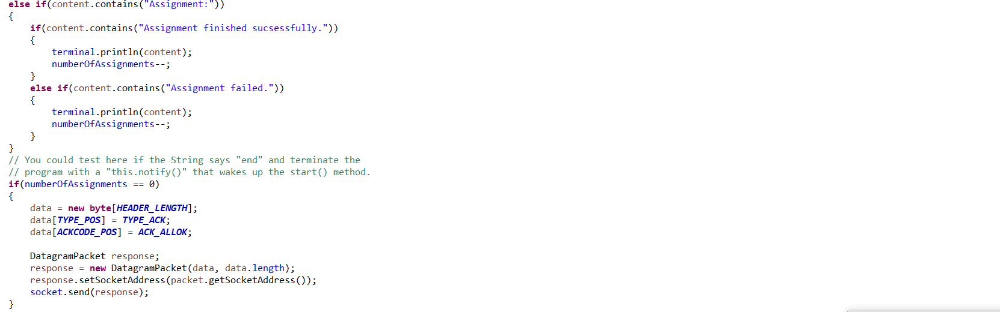 else if(content.contains("Assignment:"))
{
if(content.contains("Assignment finished sucsessfully."))
{
terminal.println(content);
numberOfAssignments--;
}
else if(content.contains("Assignment failed."))
{
terminal.println(content);
numberOfAssignments--;
}
}
// You could test here if the String says "end" and terminate the
// program with a "this.notify()" that wakes up the start() method.
if(numberOfAssignments == 0)
{
data = new byte[HEADER_LENGTH];
data[TYPE_POS] = TYPE_ACK;
data[ACKCODE_POS] = ACK_ALLOK;
DatagramPacket response;
response = new DatagramPacket(data, data.length);
response.setSocketAddress(packet.getSocketAddress());
socket.send(response);
}